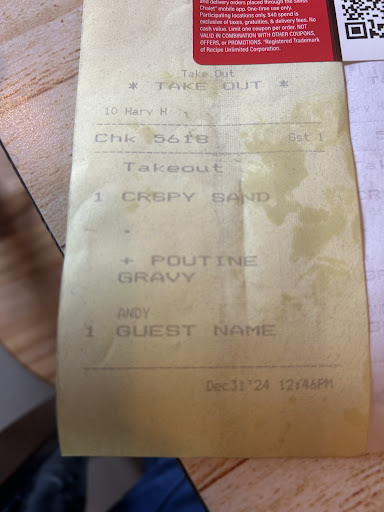 and delivery orders placed through the Swiss
Chalet® mobile app. One-time use only.
Participating locations only. $40 spend is
exclusive of taxes, gratuities, & delivery fees. No
cash value. Limit one coupon per order. NOT
VALID IN COMBINATION WITH OTHER COUPONS,
OFFERS, or PROMOTIONS. ®Registered Trademark
of Recipe Unlimited Corporation.
Take Out
* TAKE OUT *
10 Harv H
Chk 5618 Gst 1
Takeout
1 CRSPY SAND
.
+ POUTINE
GRAVY
ANDY
1 GUEST NAME
Dec31'24 12:46PM